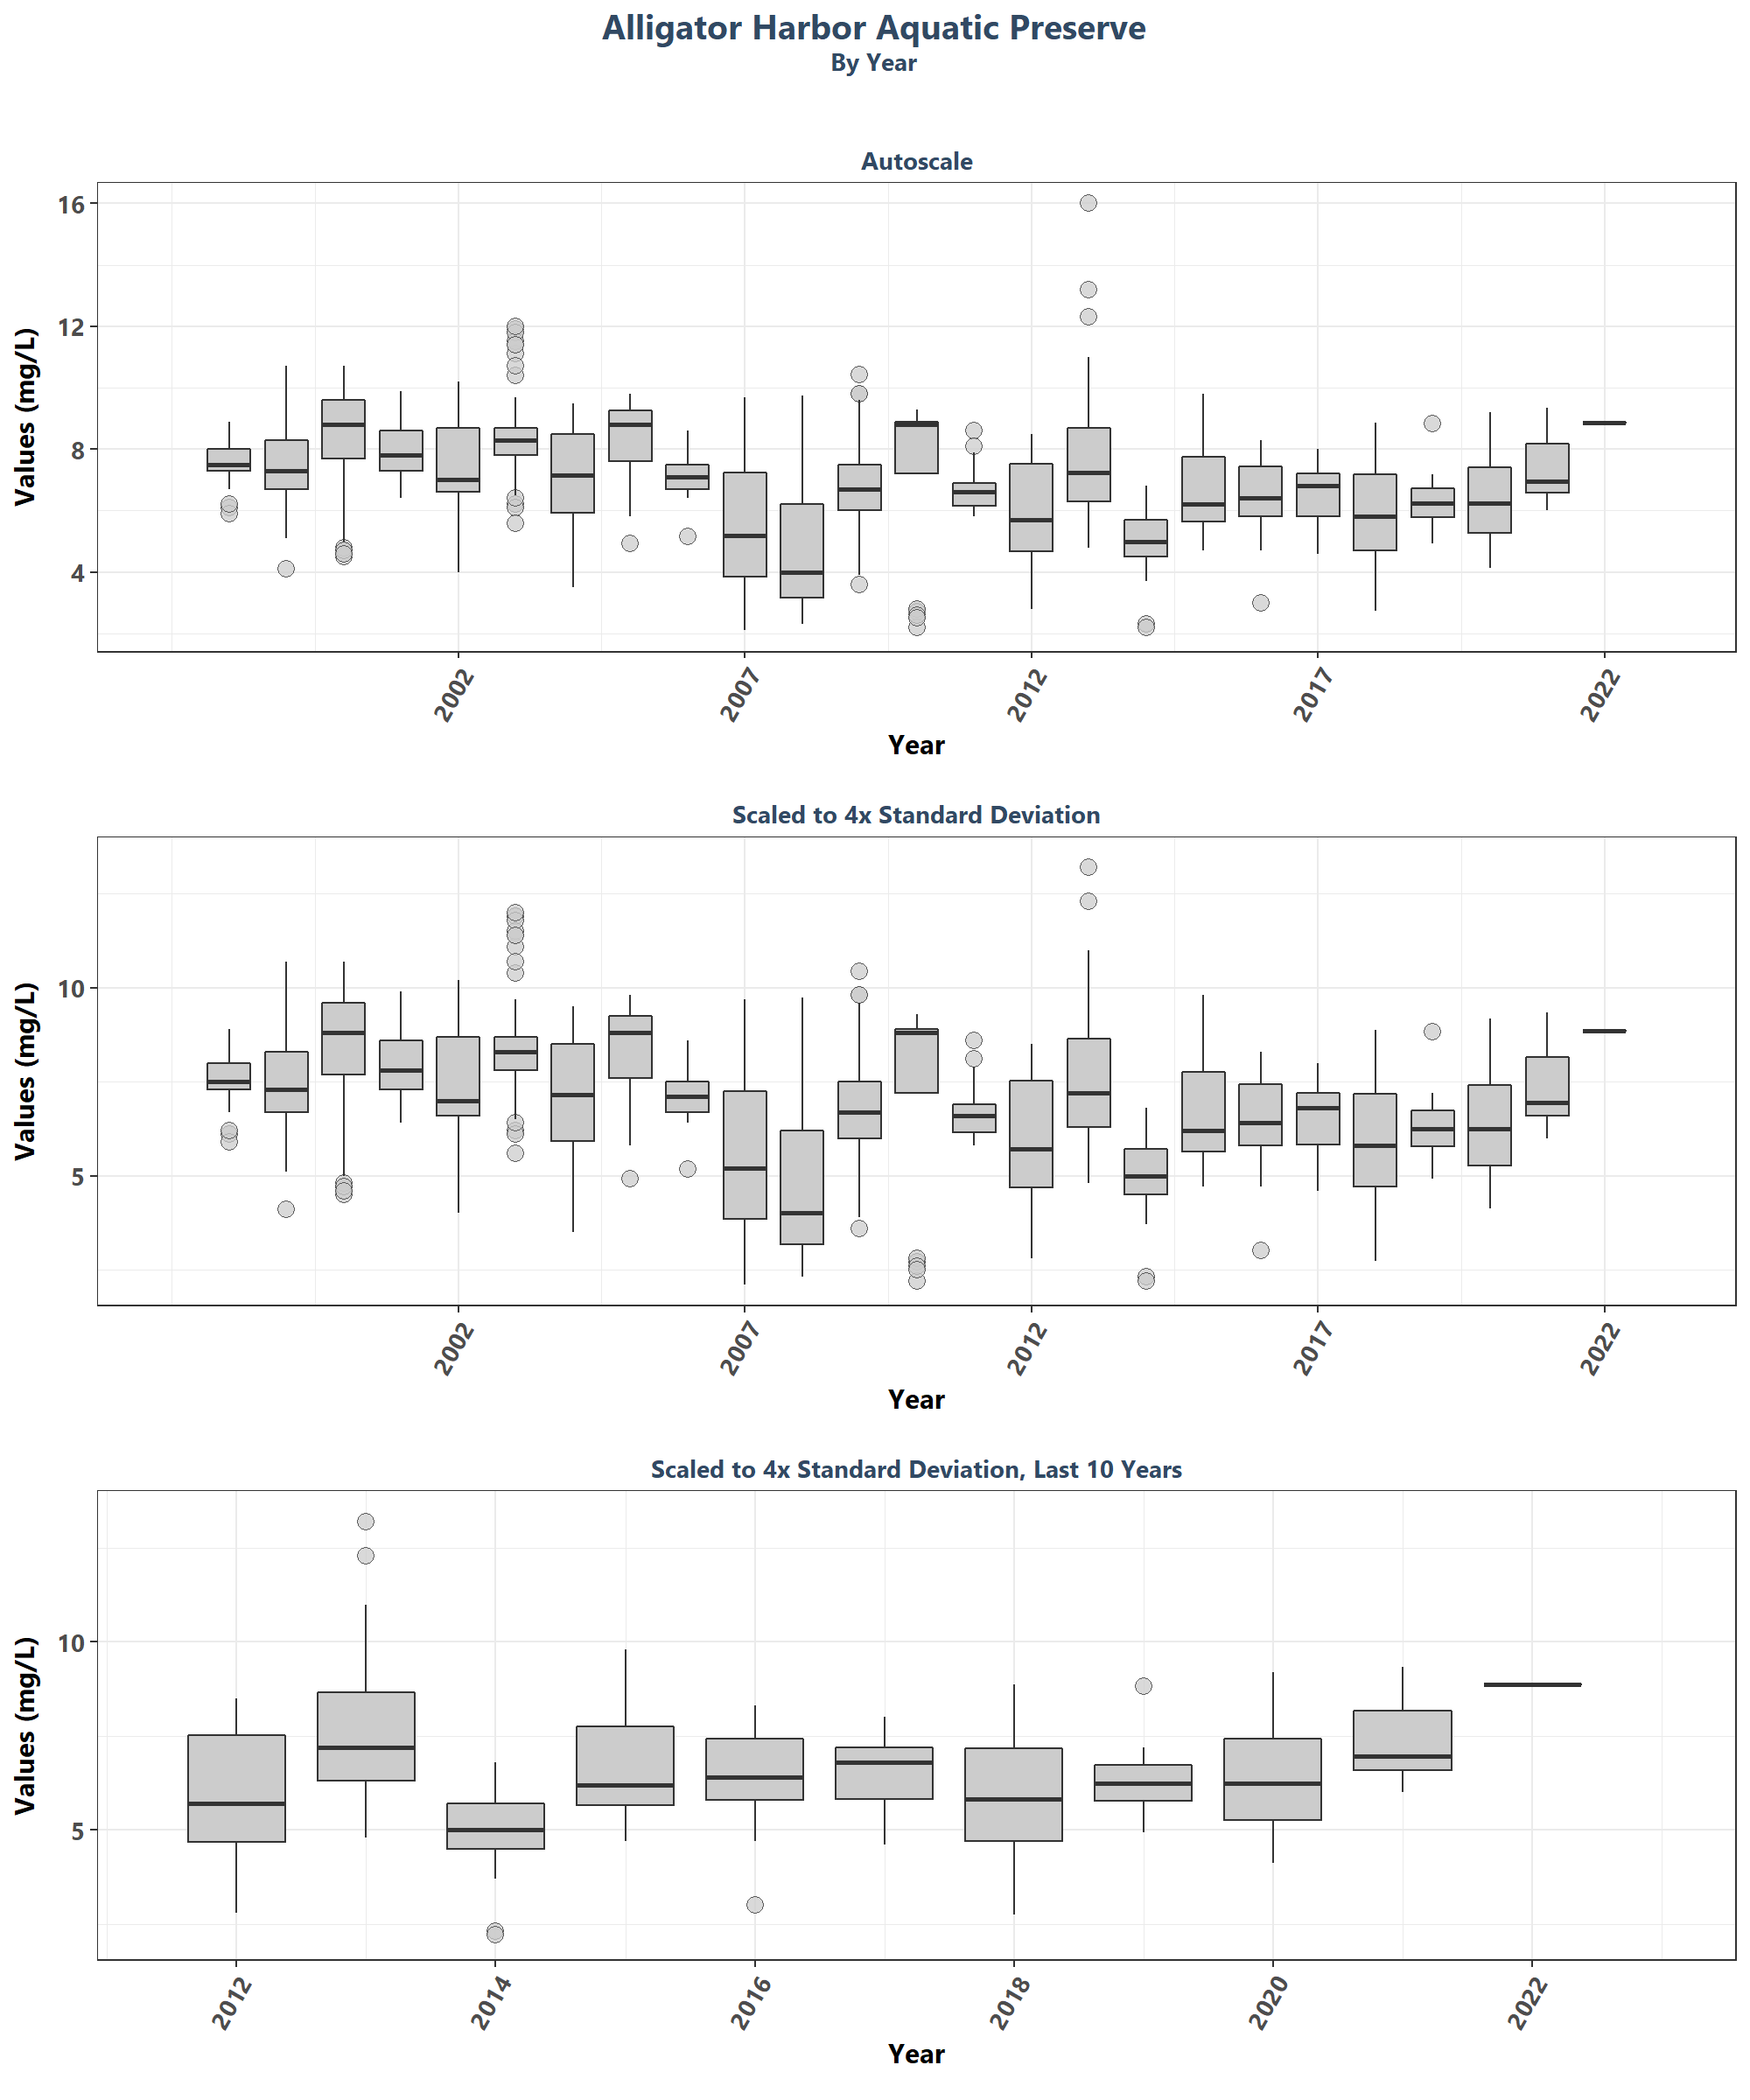 Alligator Harbor Aquatic Preserve
By Year
Autoscale
Values (mg/L)
16
12
8
4
2002
2007
2012
2017
2022
Year
Scaled to 4x Standard Deviation
Values (mg/L)
10
5
2002
2007
2012
2017
2022
Year
Scaled to 4x Standard Deviation, Last 10 Years
Values (mg/L)
10
5
2012
2014
2016
2018
2020
2022
Year